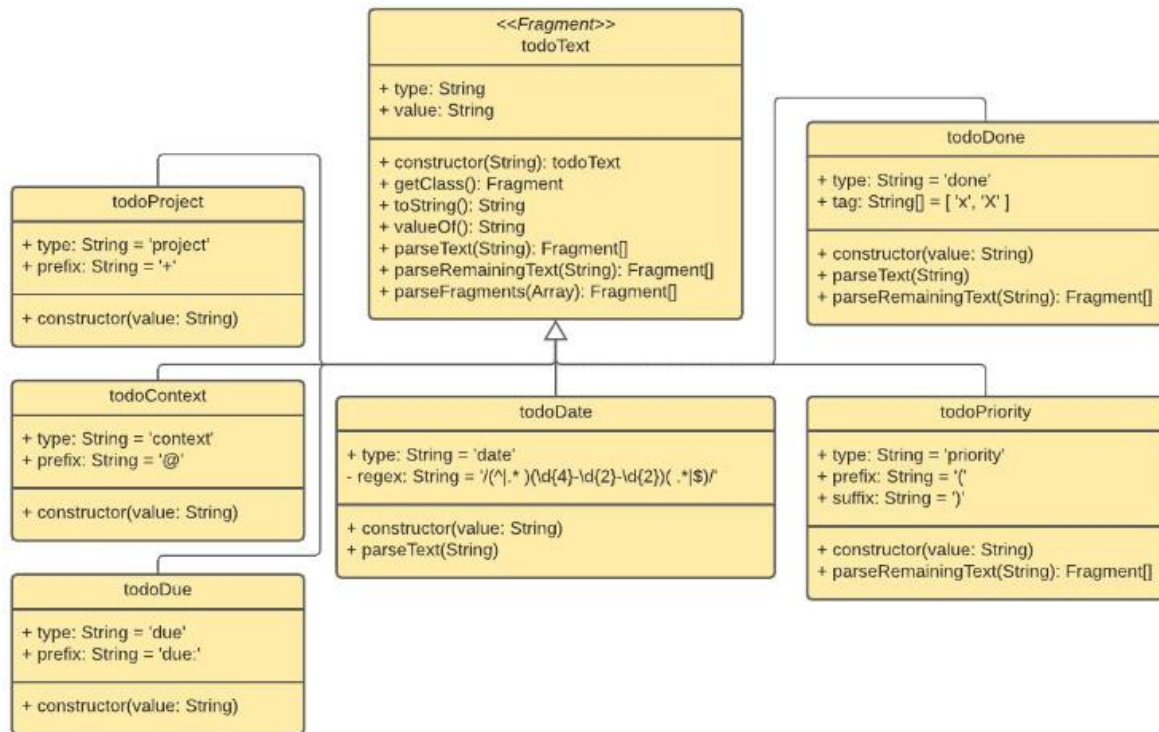 <<Fragment>>
todoText
+ type: String
+ value: String
+ constructor(String): todoText
+ getClass(): Fragment
+ toString(): String
+ valueOf(): String
+ parseText(String): Fragment[]
+ parseRemainingText(String): Fragment[]
+ parseFragments(Array): Fragment[]
todoDone
+ type: String = 'done'
+ tag: String[] = [ 'x', 'X' ]
+ constructor(value: String)
+ parseText(String)
+ parseRemainingText(String): Fragment[]
todoProject
+ type: String = 'project'
+ prefix: String = '+'
+ constructor(value: String)
todoContext
+ type: String = 'context'
+ prefix: String = '@'
+ constructor(value: String)
todoDate
+ type: String = 'date'
- regex: String = '/(^|.* )(\d{4}-\d{2}-\d{2})( .*|$)/'
+ constructor(value: String)
+ parseText(String)
todoPriority
+ type: String = 'priority'
+ prefix: String = '('
+ suffix: String = ')'
+ constructor(value: String)
+ parseRemainingText(String): Fragment[]
todoDue
+ type: String = 'due'
+ prefix: String = 'due:'
+ constructor(value: String)